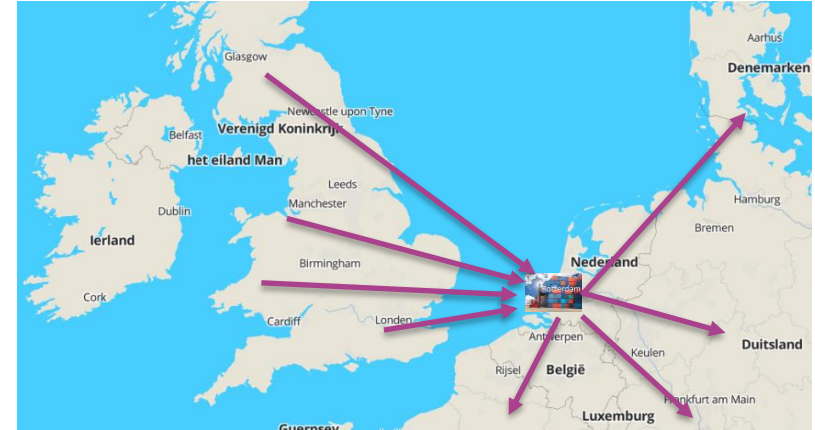 Aarhus
Glasgow
Denemarken
Newcastle upon Tyne
Verenigd Koninkrijk
Belfast
het eiland Man
Leeds
Manchester
Hamburg
Dublin
Bremen
Ierland
Nederland
Birmingham
Rotterdam
Cork
Cardiff
Londen
Antwerpen
Duitsland
Keulen
Rijsel
België
Frankfurt am Main
Luxemburg
Guernsey